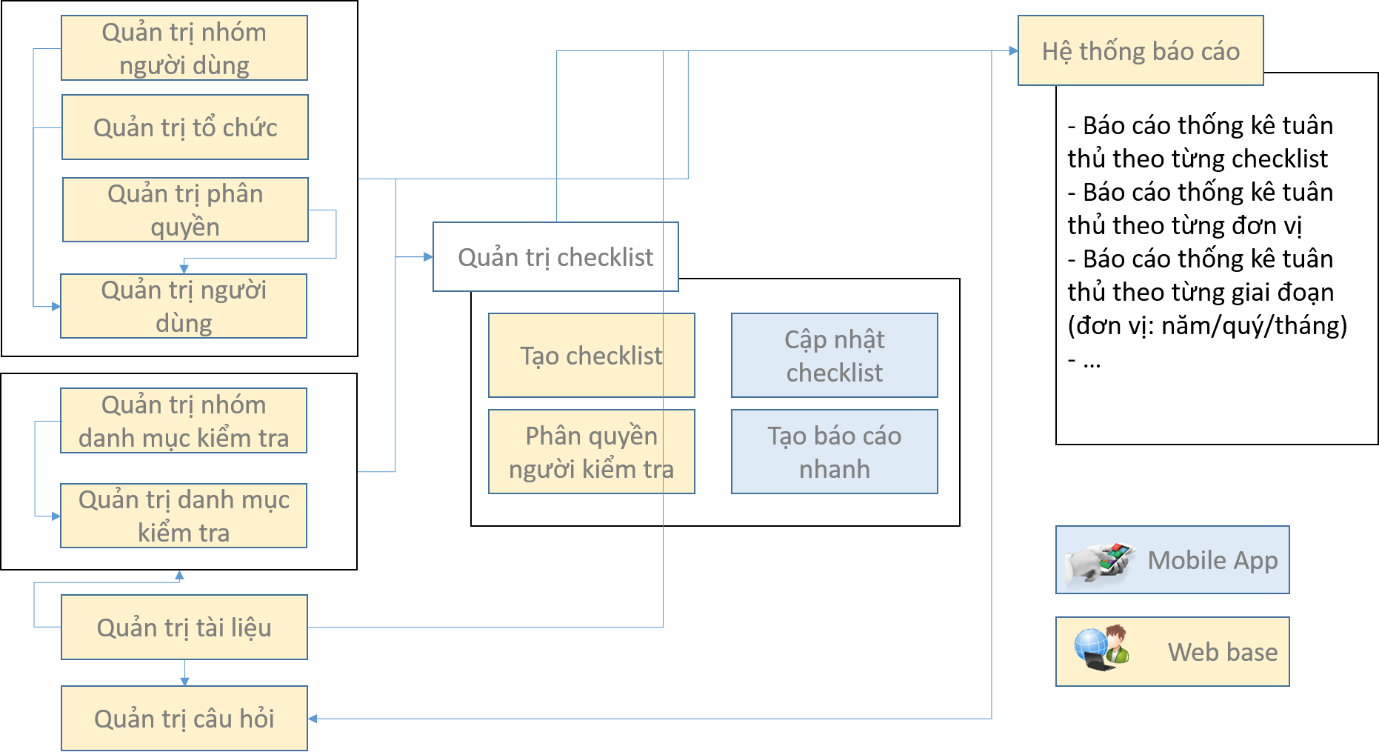 Quản trị nhóm
người dùng
Quản trị tổ chức
Quản trị phân
quyền
Quản trị người
dùng
Quản trị nhóm
danh mục kiểm tra
Quản trị danh mục
kiểm tra
Quản trị tài liệu
Quản trị câu hỏi
Quản trị checklist
Tạo checklist
Cập nhật
checklist
Phân quyền
người kiểm tra
Tạo báo cáo
nhanh
Hệ thống báo cáo
- Báo cáo thống kê tuân
thủ theo từng checklist
- Báo cáo thống kê tuân
thủ theo từng đơn vị
- Báo cáo thống kê tuân
thủ theo từng giai đoạn
(đơn vị: năm/quý/tháng)
- ...
Mobile App
Web base